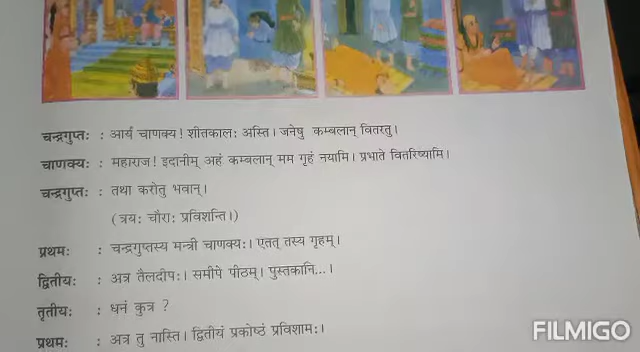 चन्द्रगुप्तः : आर्य चाणक्य! शीतकालः अस्ति। जनेषु कम्बलान् वितरतु।
चाणक्यः : महाराज! इदानीम् अहं कम्बलान् मम गृहं नयामि। प्रभाते वितरिष्यामि।
चन्द्रगुप्तः : तथा करोतु भवान्।
(त्रयः चौराः प्रविशन्ति।)
प्रथमः : चन्द्रगुप्तस्य मन्त्री चाणक्यः। एतत् तस्य गृहम्।
द्वितीयः : अत्र तैलदीपः। समीपे पीठम्। पुस्तकानि...।
तृतीयः : धनं कुत्र ?
प्रथमः : अत्र तु नास्ति। द्वितीयं प्रकोष्ठं प्रविशामः।
FILMIGO